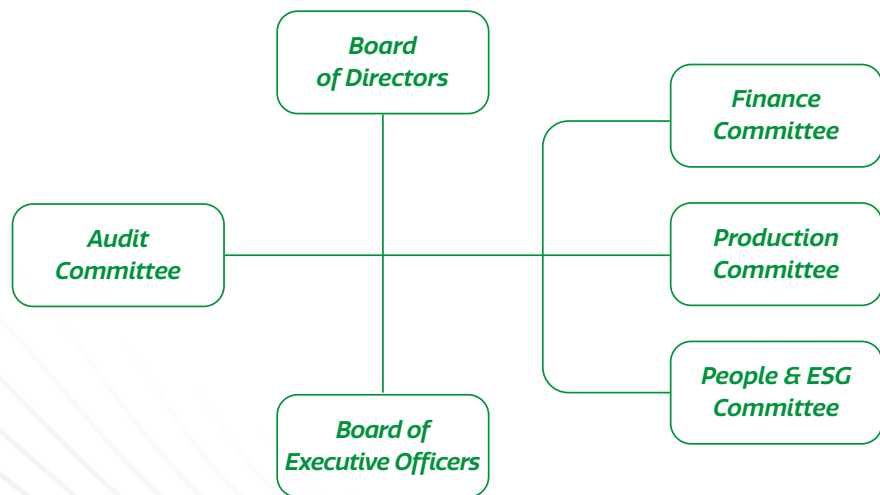 Board
of Directors
Finance
Committee
Audit
Committee
Production
Committee
People & ESG
Committee
Board of
Executive Officers